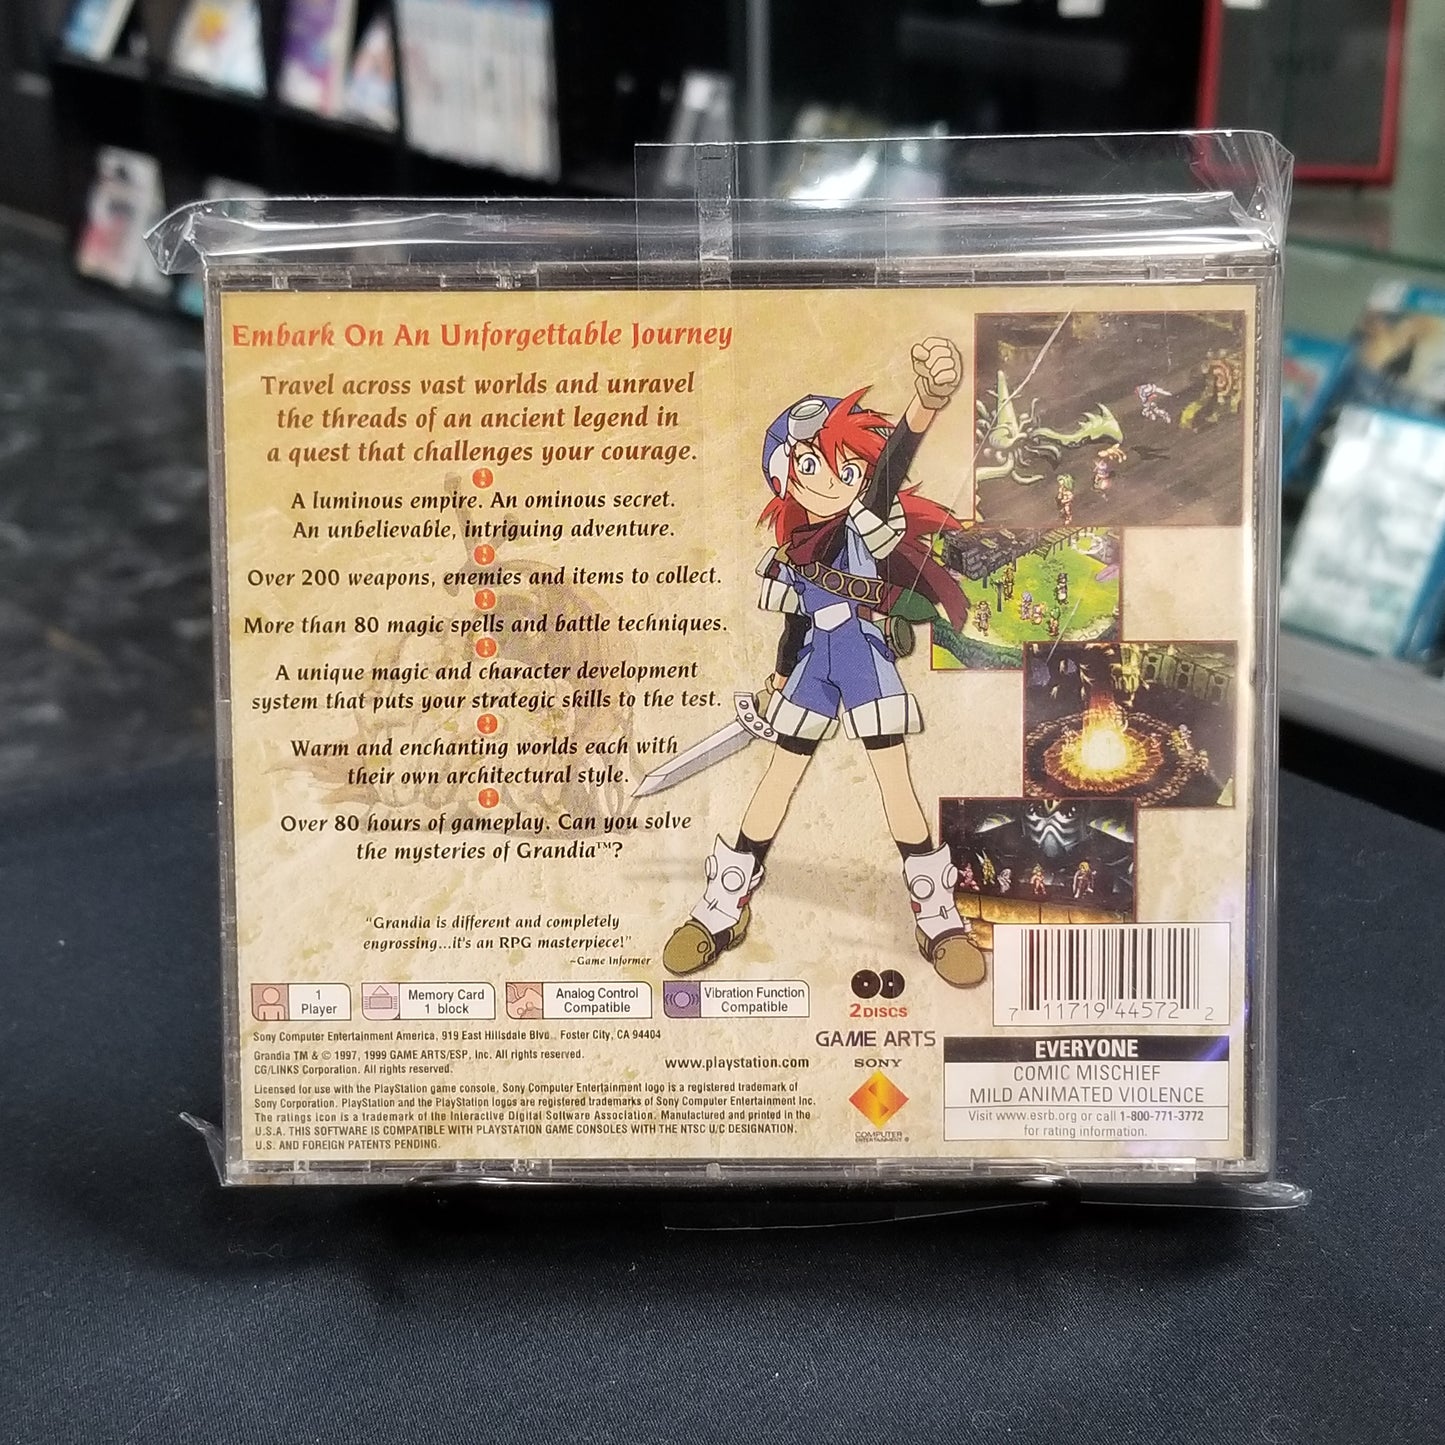 Embark On An Unforgettable Journey
Travel across vast worlds and unravel
the threads of an ancient legend in
a quest that challenges your courage.
A luminous empire. An ominous secret.
An unbelievable, intriguing adventure.
Over 200 weapons, enemies and items to collect.
More than 80 magic spells and battle techniques.
A unique magic and character development
system that puts your strategic skills to the test.
Warm and enchanting worlds each with
their own architectural style.
Over 80 hours of gameplay. Can you solve
the mysteries of Grandia™?
"Grandia is different and completely
engrossing...it's an RPG masterpiece!"
~Game Informer
1
Player
Memory Card
1 block
Analog Control
Compatible
Vibration Function
Compatible
2 DISCS
7 11719 44572 2
Sony Computer Entertainment America, 919 East Hillsdale Blvd., Foster City, CA 94404
Grandia TM & © 1997, 1999 GAME ARTS/ESP, Inc. All rights reserved.
CG/LINKS Corporation. All rights reserved.
www.playstation.com
GAME ARTS
SONY
COMPUTER
ENTERTAINMENT ®
Licensed for use with the PlayStation game console. Sony Computer Entertainment logo is a registered trademark of
Sony Corporation. PlayStation and the PlayStation logos are registered trademarks of Sony Computer Entertainment Inc.
The ratings icon is a trademark of the Interactive Digital Software Association. Manufactured and printed in the
U.S.A. THIS SOFTWARE IS COMPATIBLE WITH PLAYSTATION GAME CONSOLES WITH THE NTSC U/C DESIGNATION.
U.S. AND FOREIGN PATENTS PENDING.
EVERYONE
COMIC MISCHIEF
MILD ANIMATED VIOLENCE
Visit www.esrb.org or call 1-800-771-3772
for rating information.